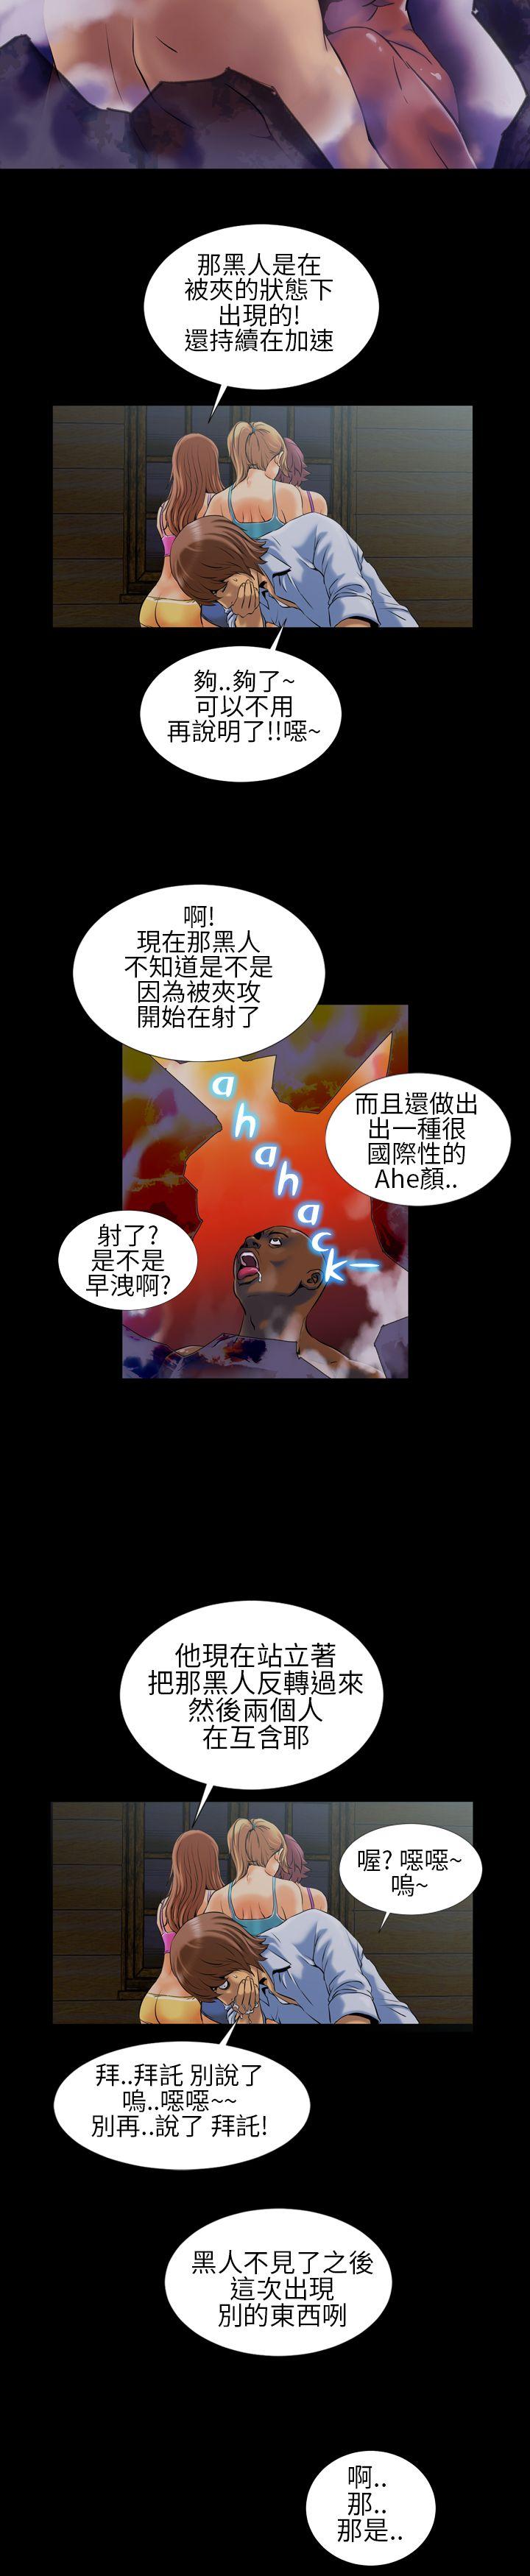 那黑人是在
被夾的狀態下
出現的!
還持續在加速
夠..夠了~
可以不用
再說明了!!噁~
啊!
現在那黑人
不知道是不是
因為被夾攻
開始在射了
ahahack-
而且還做出
出一種很
國際性的
Ahe顏..
射了?
是不是
早洩啊?
他現在站立著
把那黑人反轉過來
然後兩個人
在互含耶
喔? 噁噁~
嗚~
拜..拜託 別說了
嗚..噁噁~~
別再..說了 拜託!
黑人不見了之後
這次出現
別的東西咧
啊..
那..
那是..